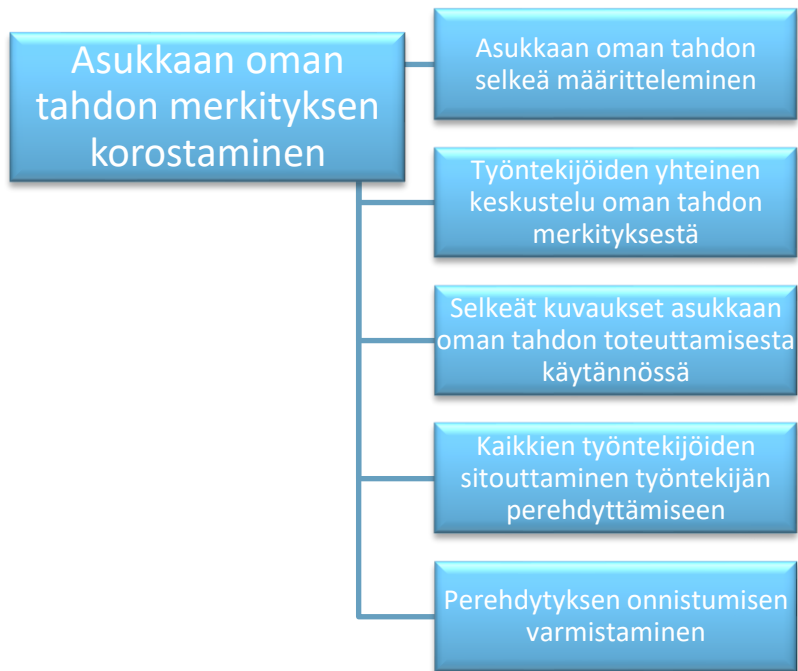 Asukkaan oman
tahdon merkityksen
korostaminen
Asukkaan oman tahdon
selkeä määritteleminen
Työntekijöiden yhteinen
keskustelu oman tahdon
merkityksestä
Selkeät kuvaukset asukkaan
oman tahdon toteuttamisesta
käytännössä
Kaikkien työntekijöiden
sitouttaminen työntekijän
perehdyttämiseen
Perehdytyksen onnistumisen
varmistaminen